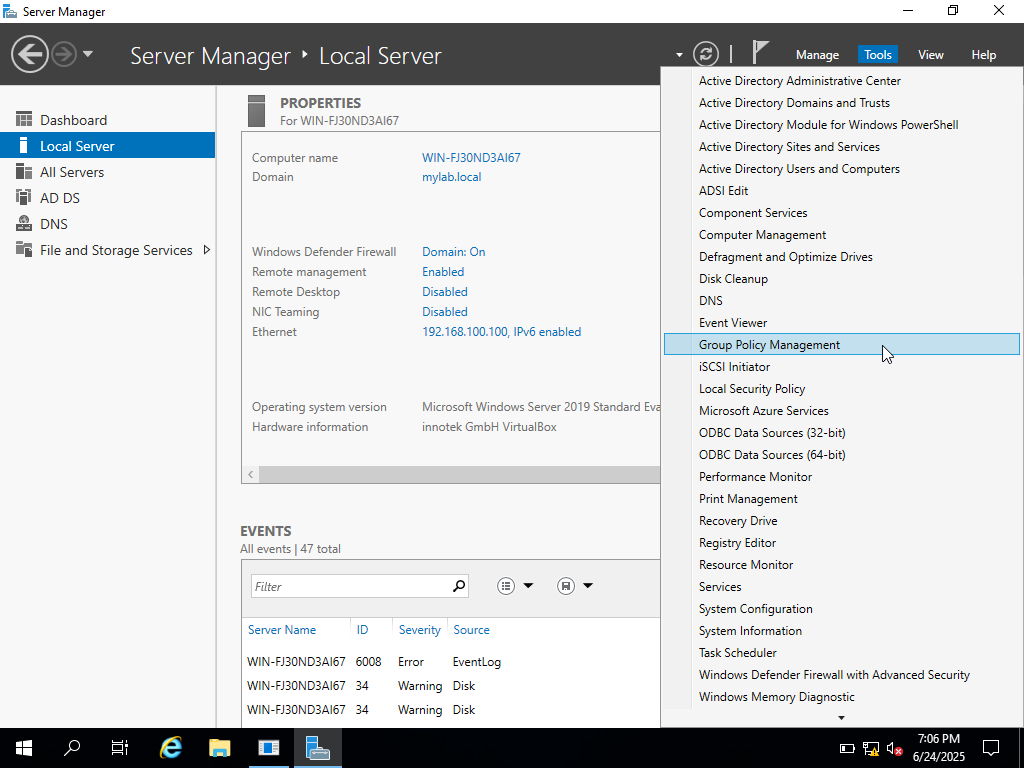 Server Manager
Server Manager ‣ Local Server
Manage Tools View Help
Dashboard
Local Server
All Servers
AD DS
DNS
File and Storage Services
PROPERTIES
For WIN-FJ30ND3AI67
Computer name WIN-FJ30ND3AI67
Domain mylab.local
Windows Defender Firewall Domain: On
Remote management Enabled
Remote Desktop Disabled
NIC Teaming Disabled
Ethernet 192.168.100.100, IPv6 enabled
Operating system version Microsoft Windows Server 2019 Standard Eva
Hardware information innotek GmbH VirtualBox
EVENTS
All events | 47 total
Filter
Server Name ID Severity Source
WIN-FJ30ND3AI67 6008 Error EventLog
WIN-FJ30ND3AI67 34 Warning Disk
WIN-FJ30ND3AI67 34 Warning Disk
Active Directory Administrative Center
Active Directory Domains and Trusts
Active Directory Module for Windows PowerShell
Active Directory Sites and Services
Active Directory Users and Computers
ADSI Edit
Component Services
Computer Management
Defragment and Optimize Drives
Disk Cleanup
DNS
Event Viewer
Group Policy Management
iSCSI Initiator
Local Security Policy
Microsoft Azure Services
ODBC Data Sources (32-bit)
ODBC Data Sources (64-bit)
Performance Monitor
Print Management
Recovery Drive
Registry Editor
Resource Monitor
Services
System Configuration
System Information
Task Scheduler
Windows Defender Firewall with Advanced Security
Windows Memory Diagnostic
7:06 PM
6/24/2025